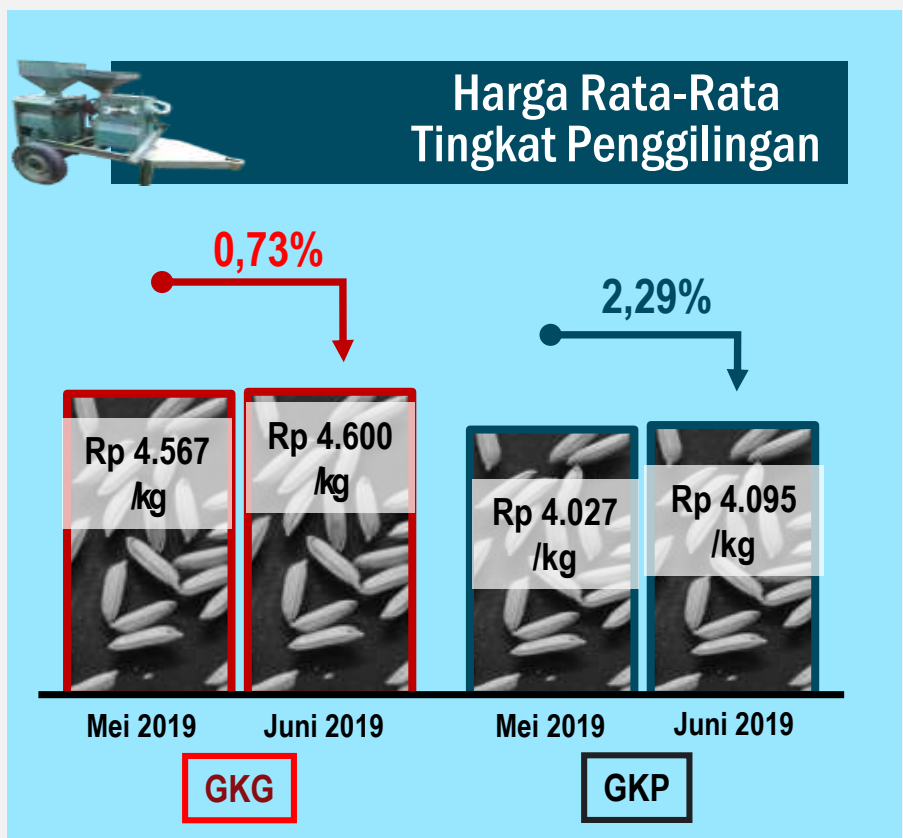 Harga Rata-Rata
Tingkat Penggilingan
0,73%
2,29%
Rp 4.567
/kg
Rp 4.600
/kg
Rp 4.027
/kg
Rp 4.095
/kg
Mei 2019
Juni 2019
Mei 2019
Juni 2019
GKG
GKP